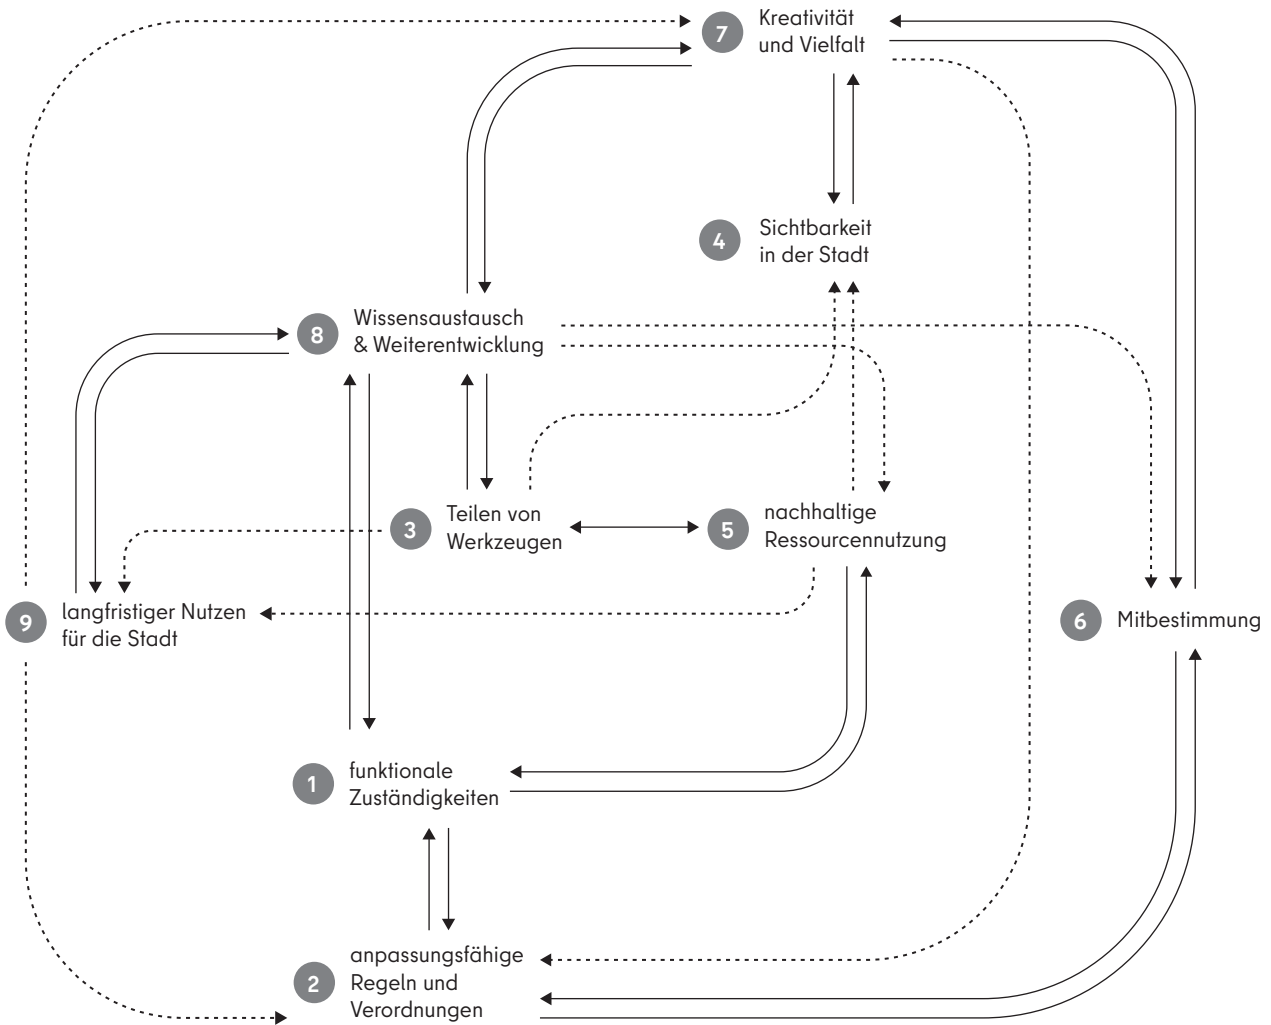 7
Kreativität
und Vielfalt
4
Sichtbarkeit
in der Stadt
8
Wissensaustausch
& Weiterentwicklung
3
Teilen von
Werkzeugen
5
nachhaltige
Ressourcennutzung
9
langfristiger Nutzen
für die Stadt
6
Mitbestimmung
1
funktionale
Zuständigkeiten
2
anpassungsfähige
Regeln und
Verordnungen